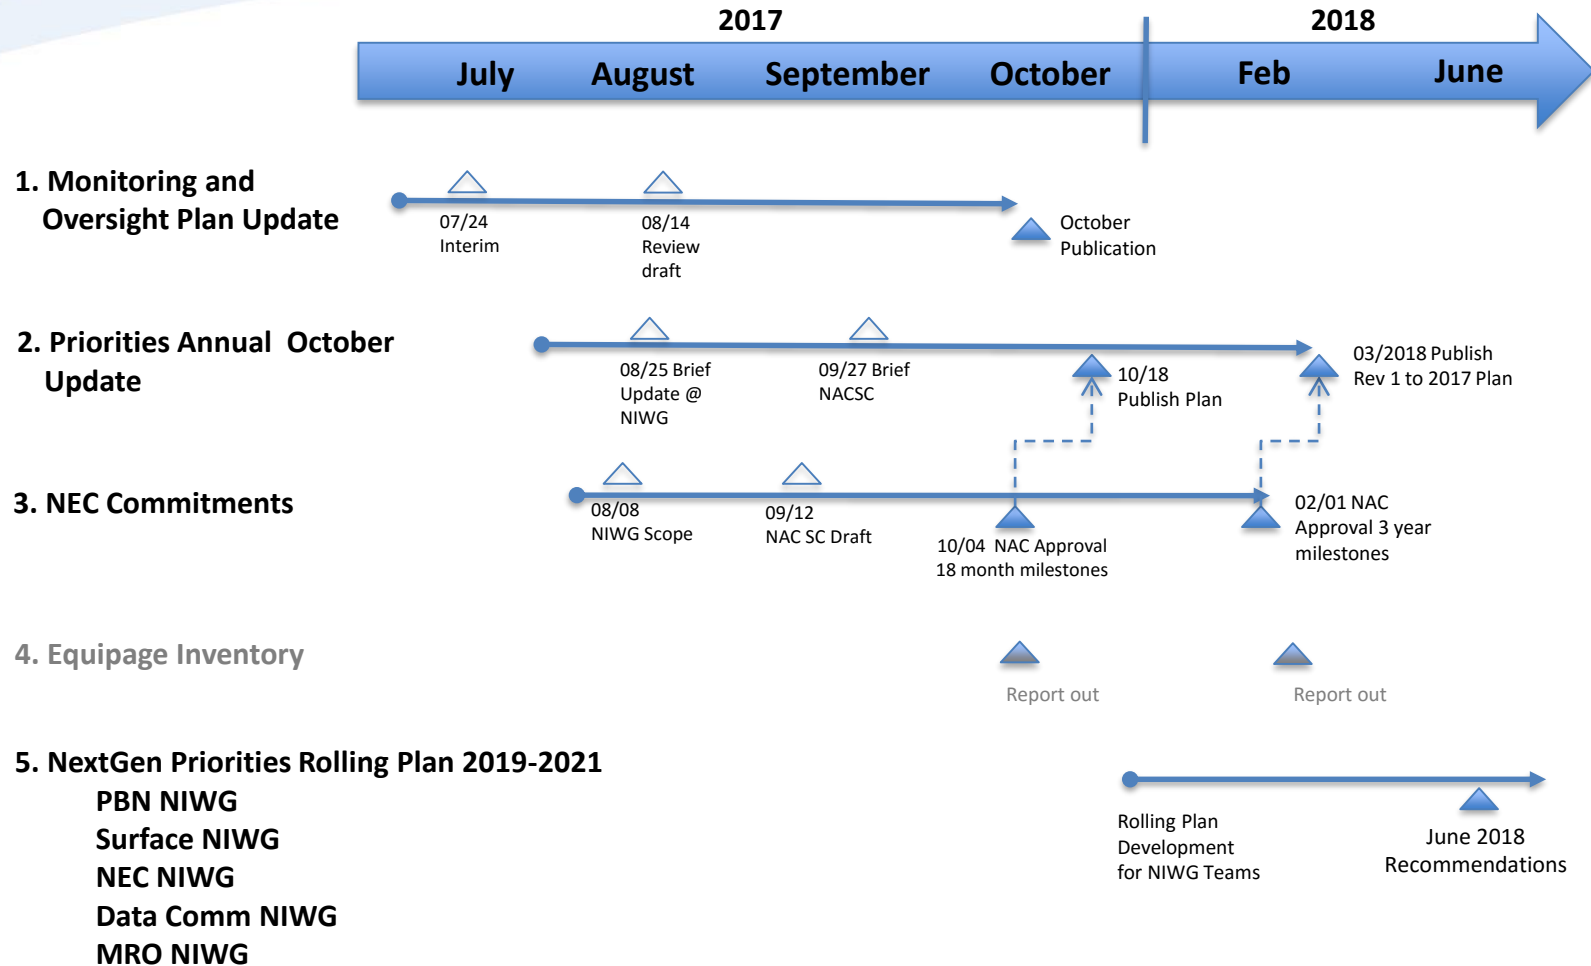 2017
2018
July
August
September
October
Feb
June
1. Monitoring and
Oversight Plan Update
07/24
Interim
08/14
Review
draft
October
Publication
2. Priorities Annual October
Update
08/25 Brief
Update @
NIWG
09/27 Brief
NACSC
10/18
Publish Plan
03/2018 Publish
Rev 1 to 2017 Plan
3. NEC Commitments
08/08
NIWG Scope
09/12
NAC SC Draft
10/04 NAC Approval
18 month milestones
02/01 NAC
Approval 3 year
milestones
4. Equipage Inventory
Report out
Report out
5. NextGen Priorities Rolling Plan 2019-2021
PBN NIWG
Surface NIWG
NEC NIWG
Data Comm NIWG
MRO NIWG
Rolling Plan
Development
for NIWG Teams
June 2018
Recommendations